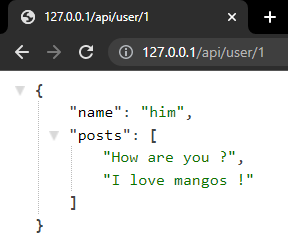 127.0.0.1/api/user/1
127.0.0.1/api/user/1
{
"name": "him",
"posts": [
"How are you ?",
"I love mangos !"
]
}